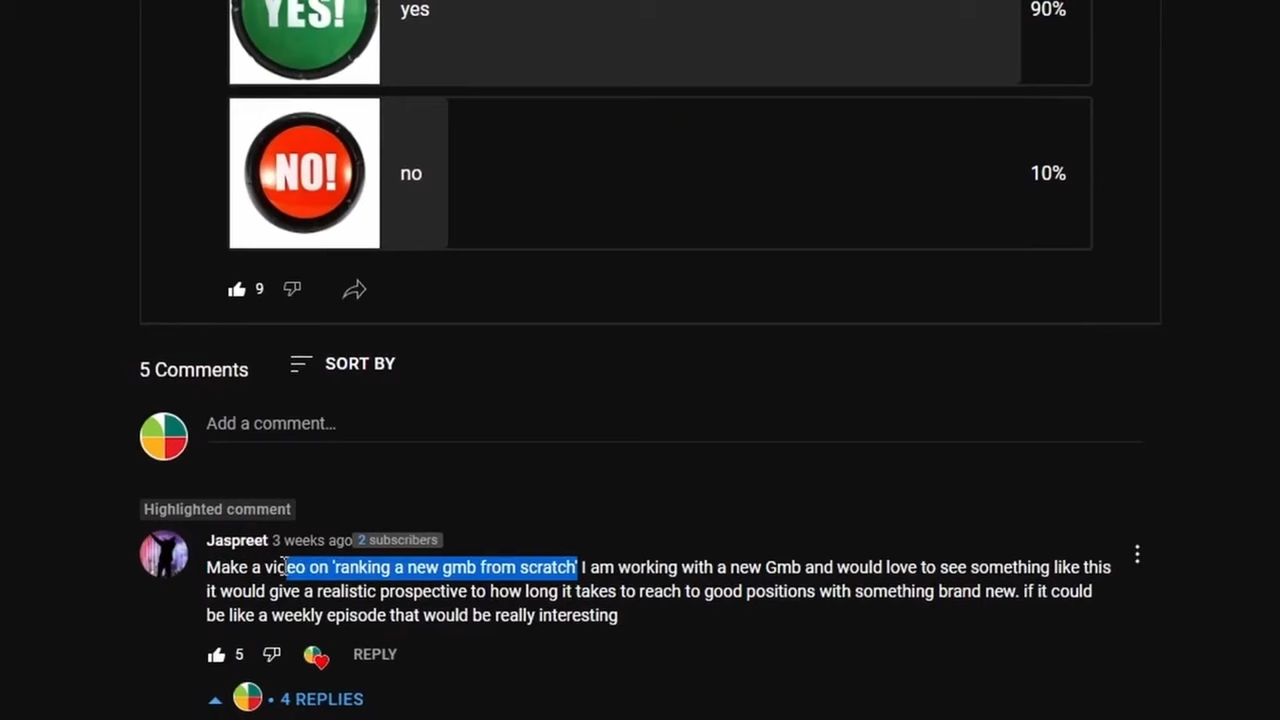 YES!
yes
90%
NO!
no
10%
9
5 Comments
SORT BY
Add a comment...
Highlighted comment
Jaspreet 3 weeks ago 2 subscribers
Make a video on 'ranking a new gmb from scratch' I am working with a new Gmb and would love to see something like this
it would give a realistic prospective to how long it takes to reach to good positions with something brand new. if it could
be like a weekly episode that would be really interesting
5
REPLY
• 4 REPLIES